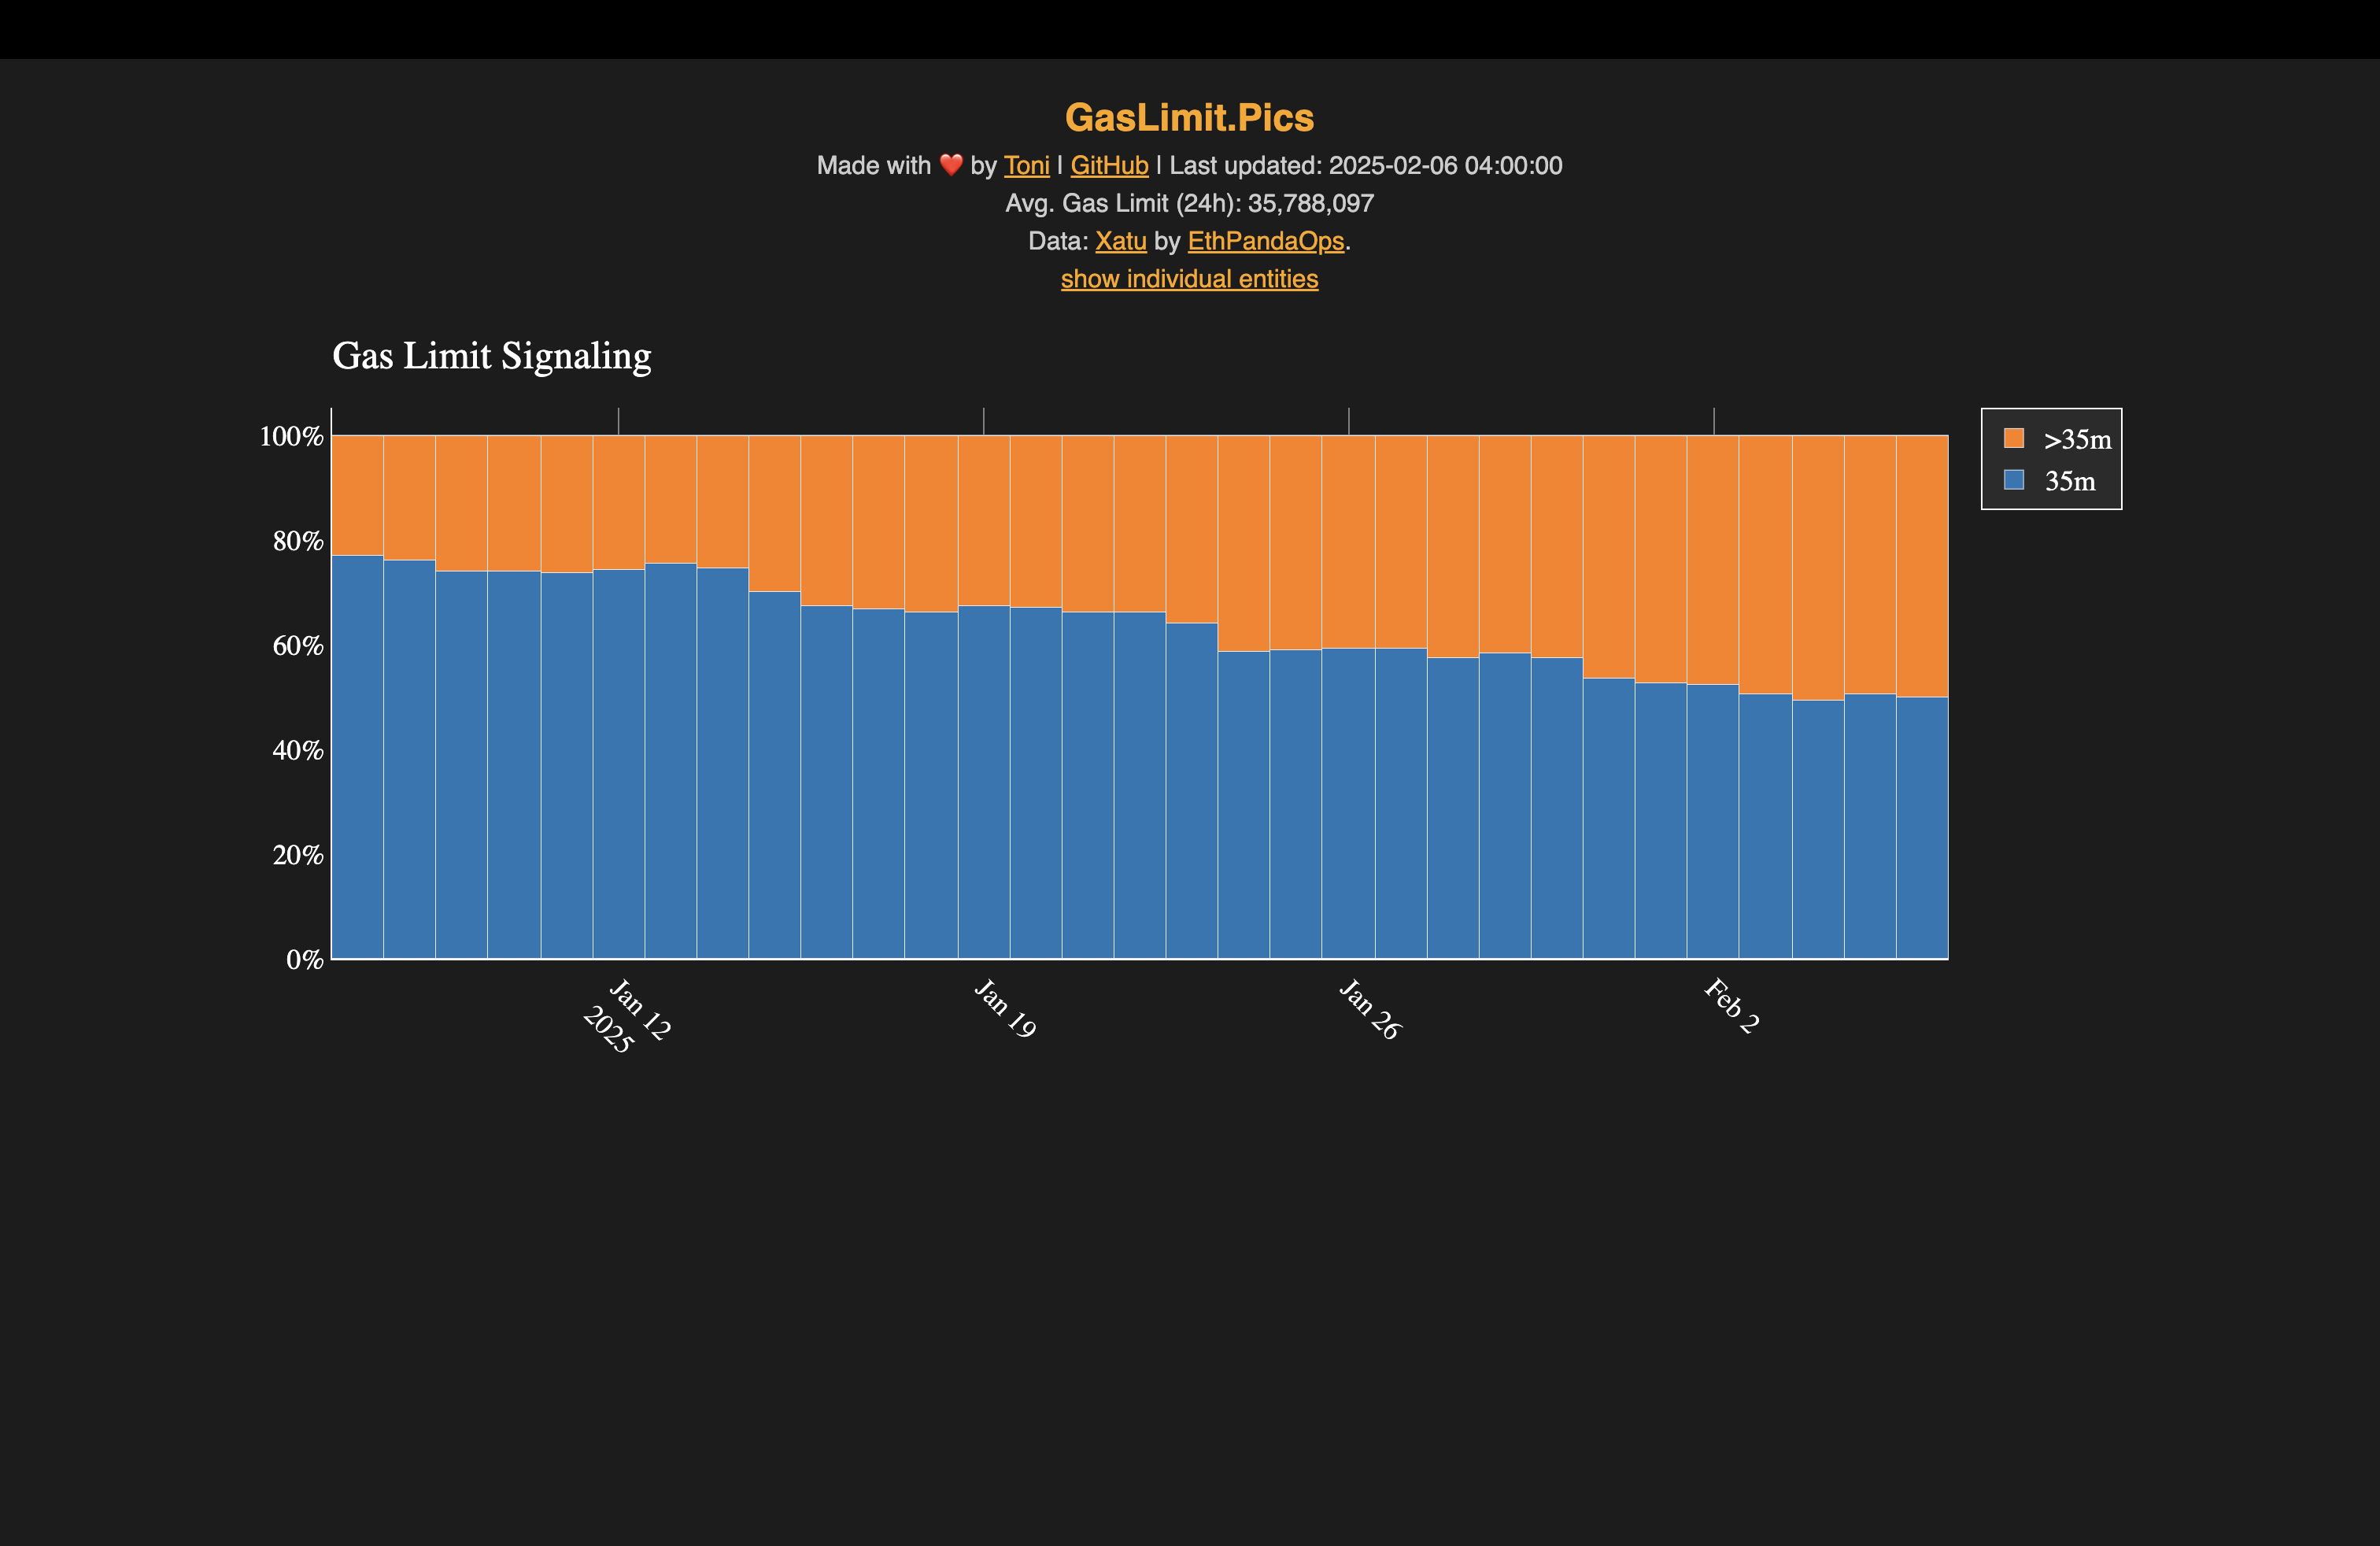 GasLimit.Pics
Made with ❤️ by Toni | GitHub | Last updated: 2025-02-06 04:00:00
Avg. Gas Limit (24h): 35,788,097
Data: Xatu by EthPandaOps.
show individual entities
Gas Limit Signaling
100%
80%
60%
40%
20%
0%
Jan 12
2025
Jan 19
Jan 26
Feb 2
>35m
35m